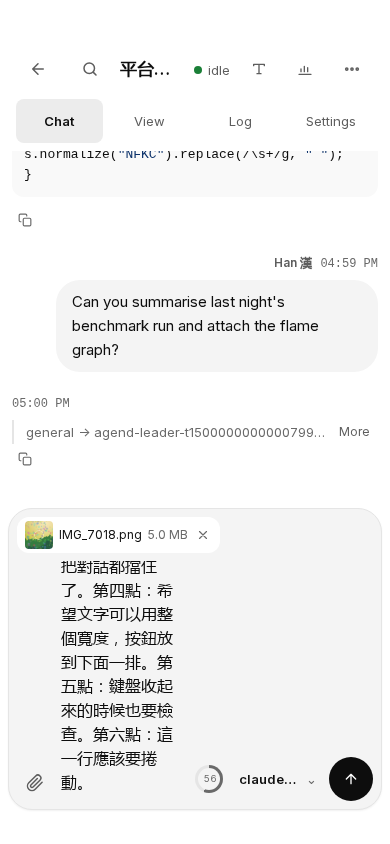 平台…
idle
Chat
View
Log
Settings
s.normalize("NFKC").replace(/\s+/g, " ");
}
Han 漢 04:59 PM
Can you summarise last night's
benchmark run and attach the flame
graph?
05:00 PM
general → agend-leader-t1500000000000799…
More
IMG_7018.png 5.0 MB
把對話都擋住
了。第四點：希
望文字可以用整
個寬度，按鈕放
到下面一排。第
五點：鍵盤收起
來的時候也要檢
查。第六點：這
一行應該要捲
動。
56
claude…